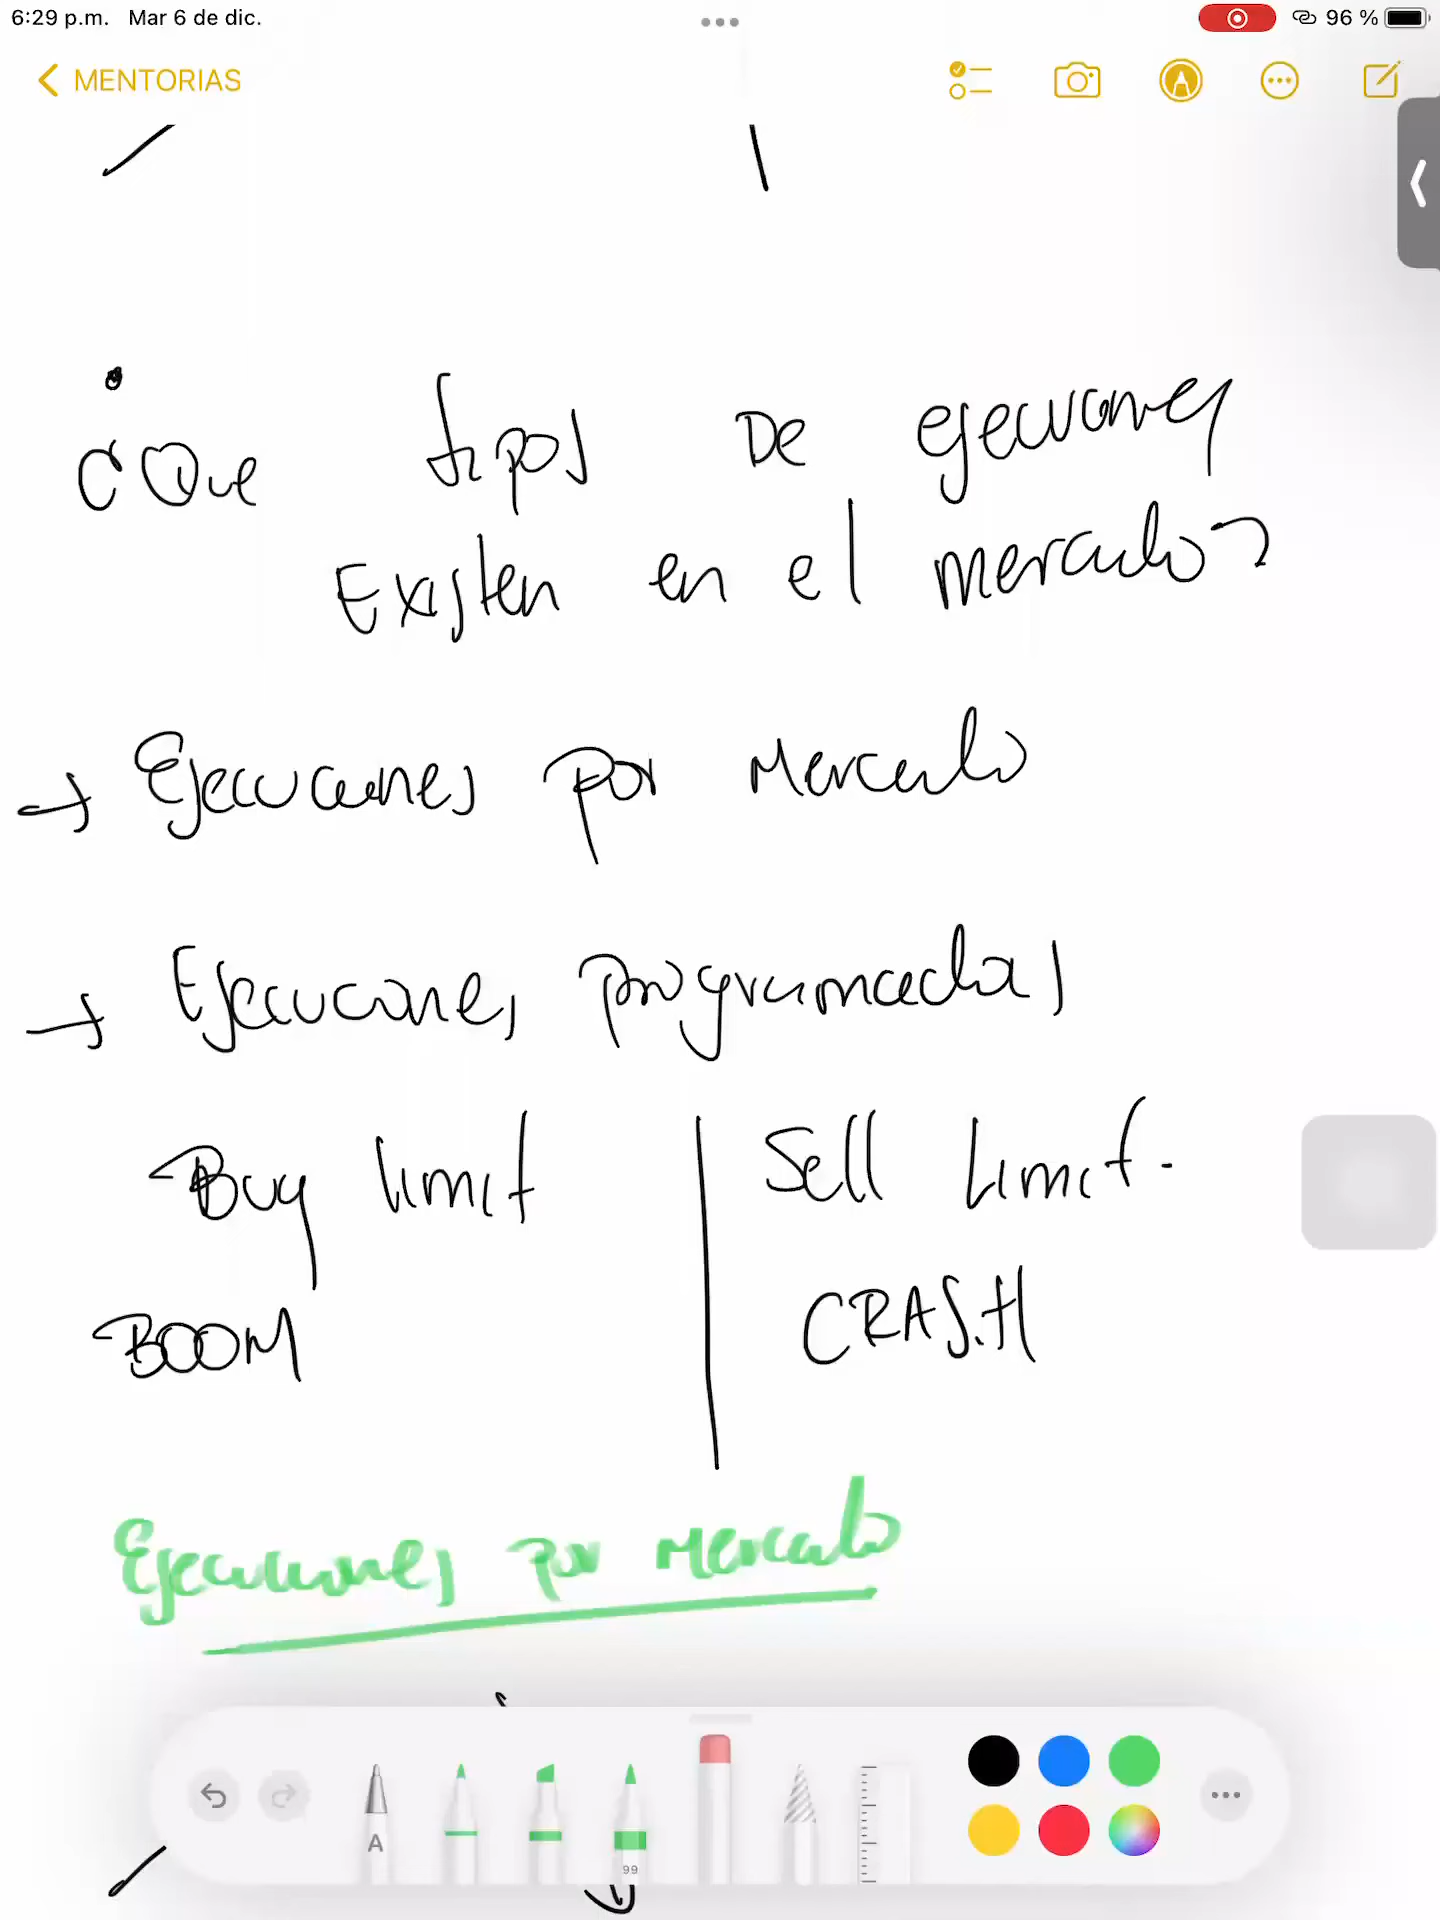 6:29 p.m. Mar 6 de dic.
96 %
MENTORIAS
¿Que tipos De ejecuciones
Existen en el mercado?
→ Ejecuciones por Mercado
→ Ejecuciones programadas
Buy limit | Sell Limit.
BOOM | CRASH
Ejecuciones por Mercado
A
99